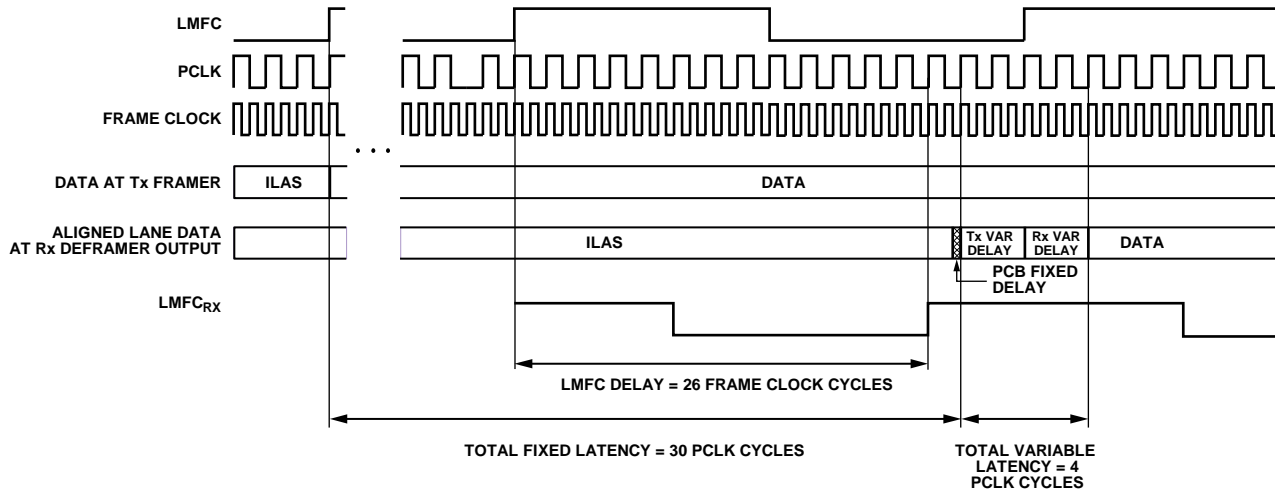 LMFC
PCLK
FRAME CLOCK
. . .
DATA AT Tx FRAMER
ILAS
DATA
ALIGNED LANE DATA
AT Rx DEFRAMER OUTPUT
ILAS
Tx VAR
DELAY
Rx VAR
DELAY
DATA
PCB FIXED
DELAY
LMFCRX
LMFC DELAY = 26 FRAME CLOCK CYCLES
TOTAL FIXED LATENCY = 30 PCLK CYCLES
TOTAL VARIABLE
LATENCY = 4
PCLK CYCLES